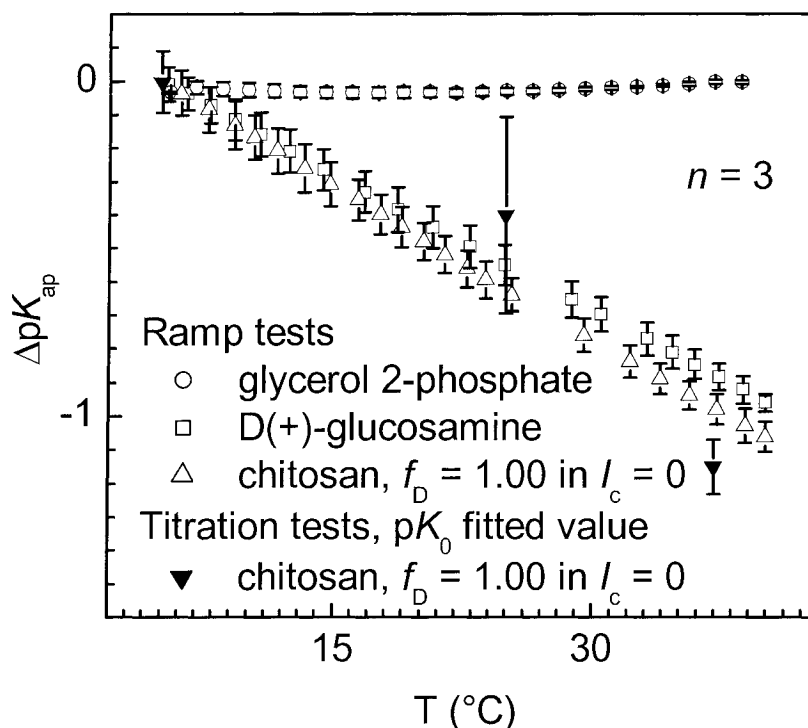 0
n = 3
ΔpKap
Ramp tests
glycerol 2-phosphate
-1
D(+)-glucosamine
chitosan, fD = 1.00 in Ic = 0
Titration tests, pK0 fitted value
chitosan, fD = 1.00 in Ic = 0
15
30
T (°C)